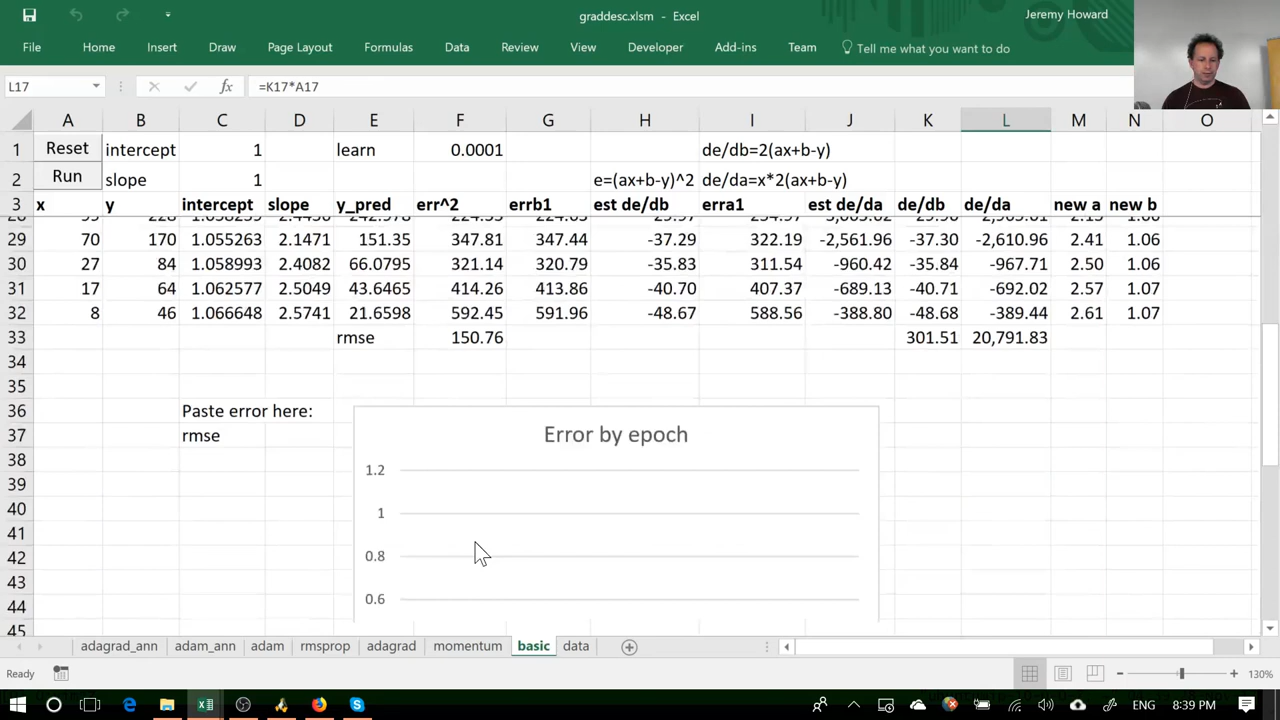 graddesc.xlsm - Excel
Jeremy Howard
File Home Insert Draw Page Layout Formulas Data Review View Developer Add-ins Team Tell me what you want to do
L17 fx =K17*A17
A B C D E F G H I J K L M N O
1 Reset intercept 1 learn 0.0001 de/db=2(ax+b-y)
2 Run slope 1 e=(ax+b-y)^2 de/da=x*2(ax+b-y)
3 x y intercept slope y_pred err^2 errb1 est de/db erra1 est de/da de/db de/da new a new b
29 70 170 1.055263 2.1471 151.35 347.81 347.44 -37.29 322.19 -2,561.96 -37.30 -2,610.96 2.41 1.06
30 27 84 1.058993 2.4082 66.0795 321.14 320.79 -35.83 311.54 -960.42 -35.84 -967.71 2.50 1.06
31 17 64 1.062577 2.5049 43.6465 414.26 413.86 -40.70 407.37 -689.13 -40.71 -692.02 2.57 1.07
32 8 46 1.066648 2.5741 21.6598 592.45 591.96 -48.67 588.56 -388.80 -48.68 -389.44 2.61 1.07
33 rmse 150.76 301.51 20,791.83
34
35
36 Paste error here:
37 rmse
Error by epoch
38 1.2
39
40 1
41
42 0.8
43
44 0.6
45
adagrad_ann adam_ann adam rmsprop adagrad momentum basic data
Ready 130%
ENG 8:39 PM